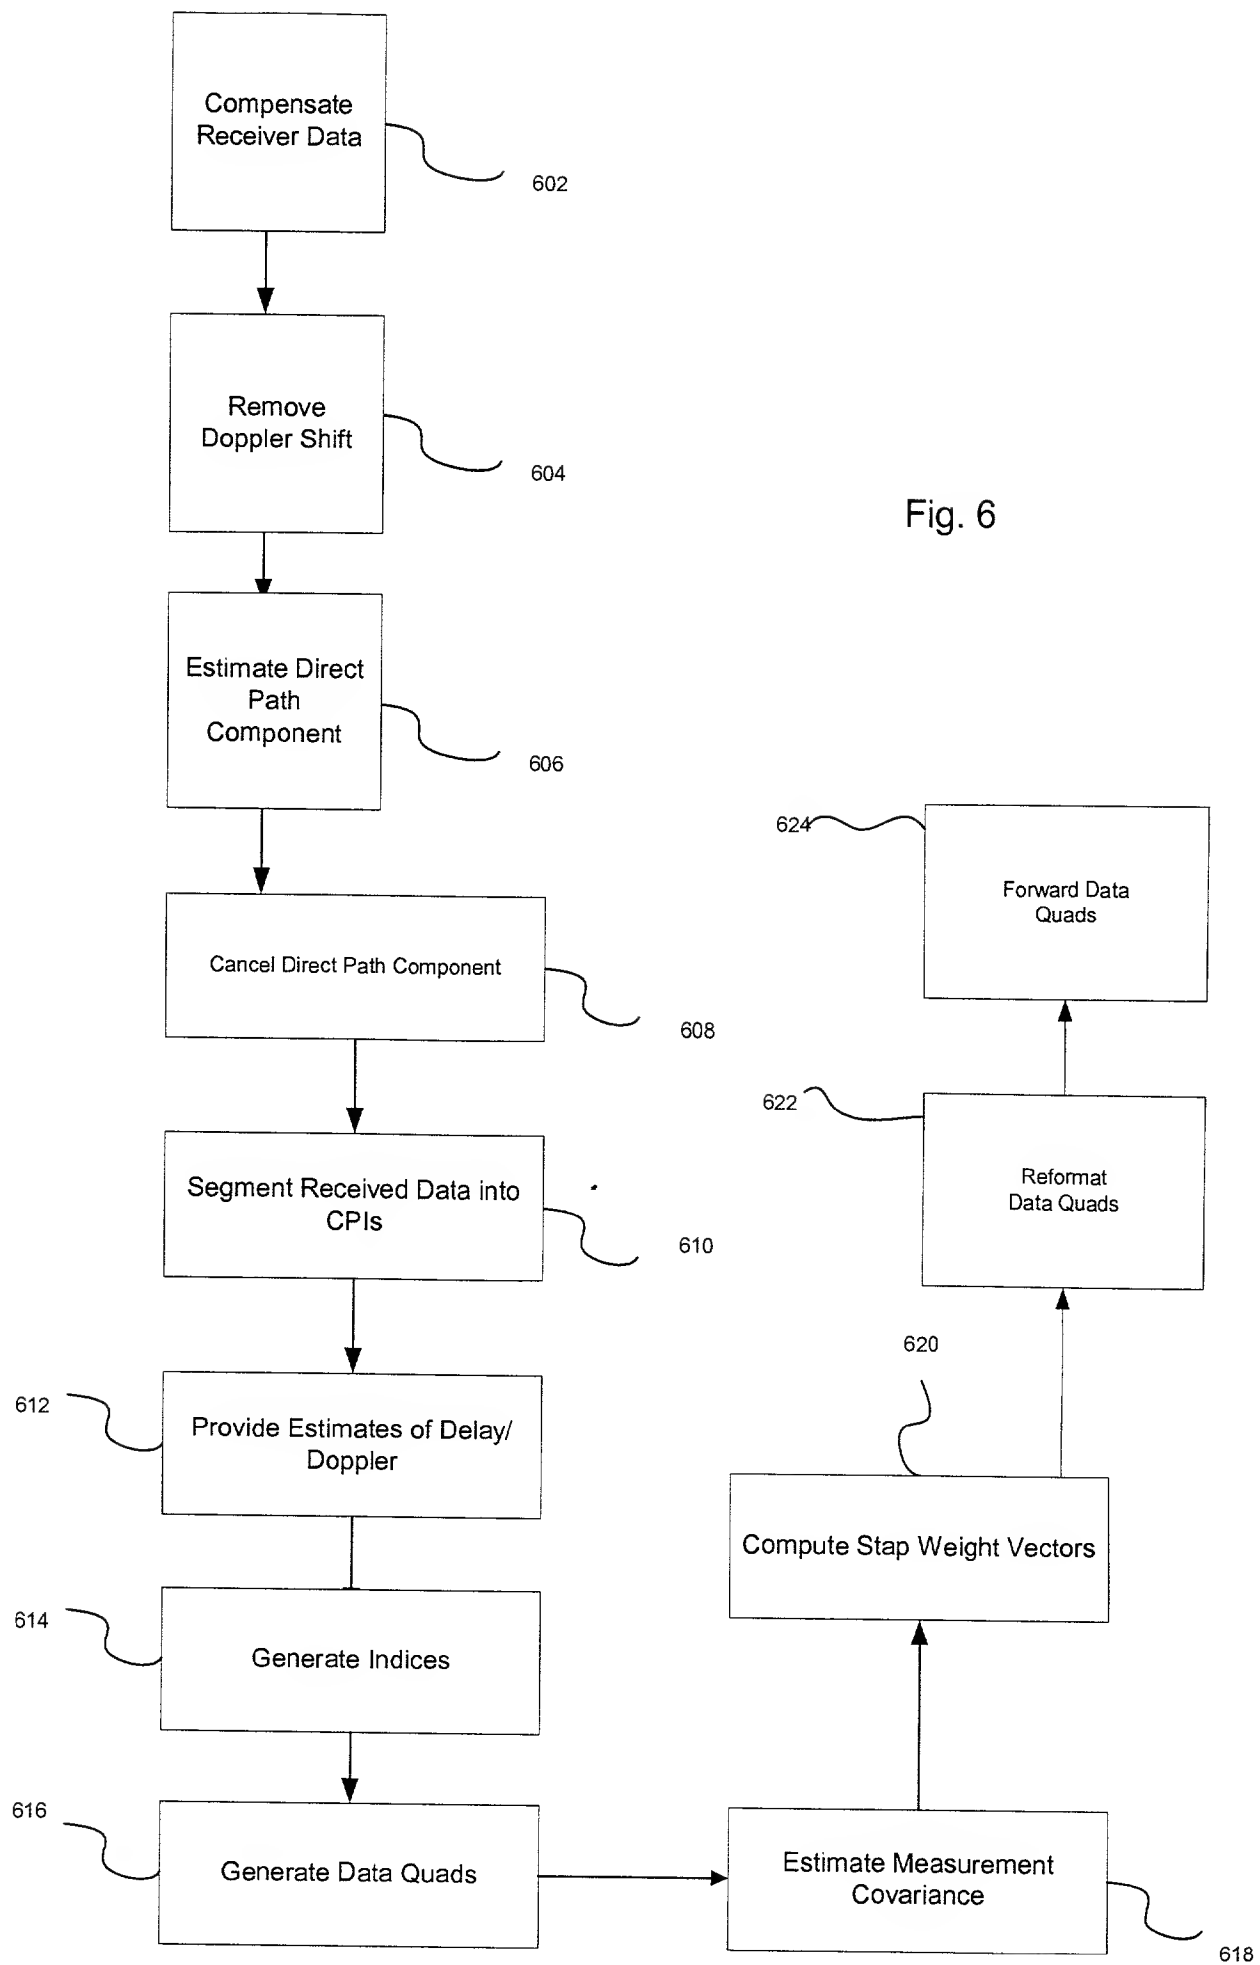 Compensate
Receiver Data
602
Remove
Doppler Shift
604
Fig. 6
Estimate Direct
Path
Component
606
Cancel Direct Path Component
608
Segment Received Data into
CPIs
610
612
Provide Estimates of Delay/
Doppler
614
Generate Indices
616
Generate Data Quads
Estimate Measurement
Covariance
618
620
Compute Stap Weight Vectors
622
Reformat
Data Quads
624
Forward Data
Quads